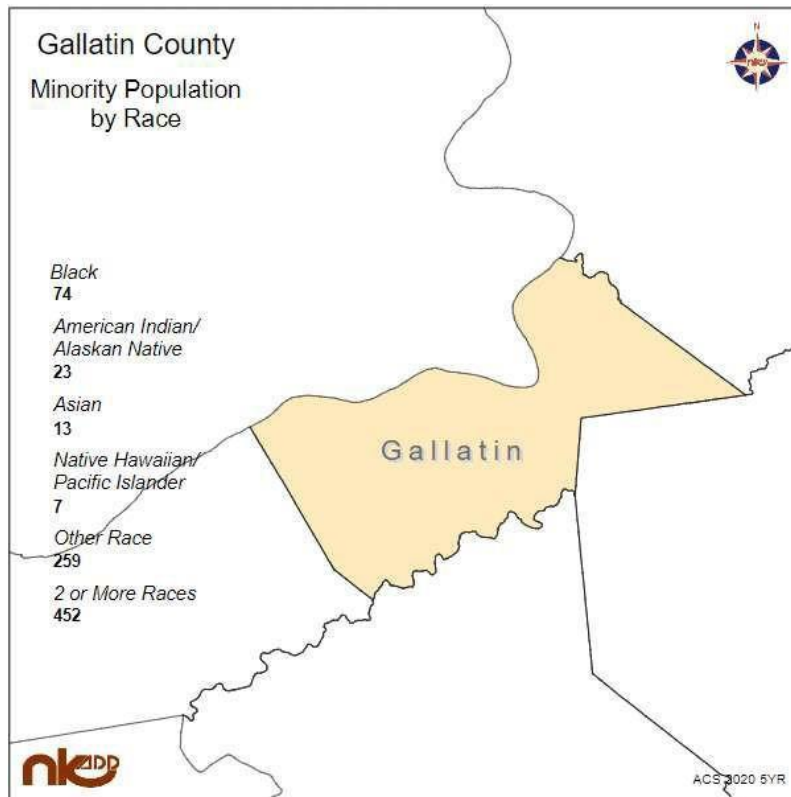 Gallatin County
Minority Population
by Race
N
nk
Black
74
American Indian/
Alaskan Native
23
Asian
13
Native Hawaiian/
Pacific Islander
7
Other Race
259
2 or More Races
452
Gallatin
nkADD
ACS 2020 5YR